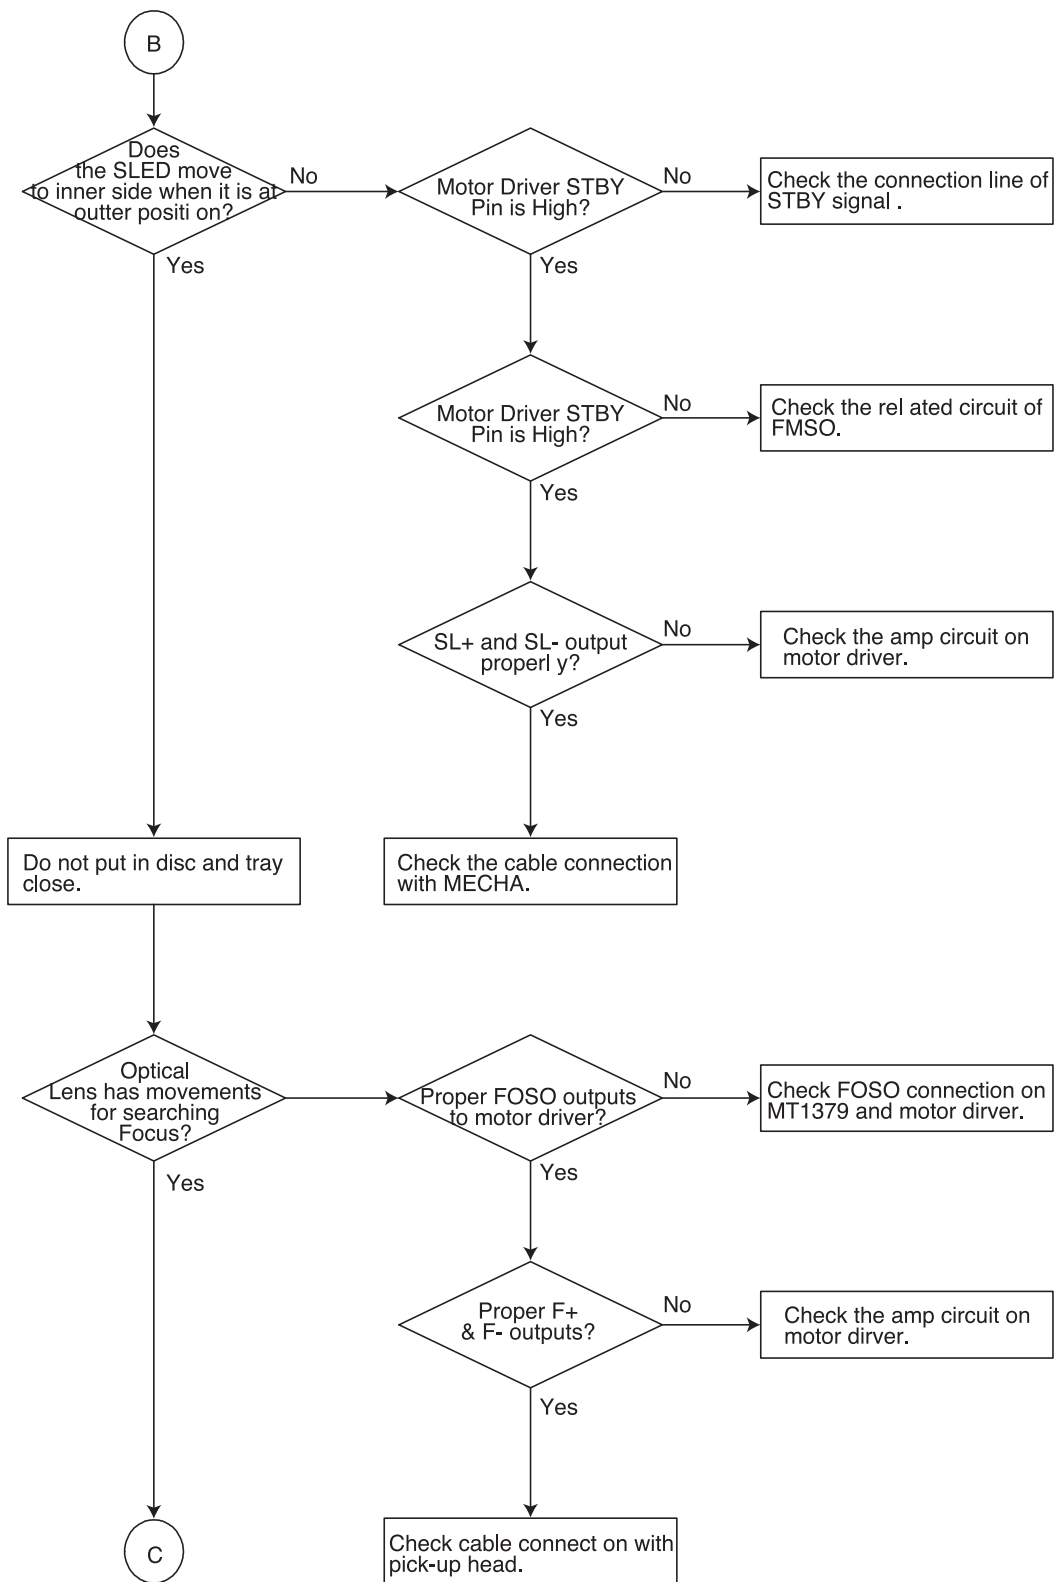 B
Does
the SLED move
to inner side when it is at
outter positi on?
No
Yes
Motor Driver STBY
Pin is High?
No
Yes
Check the connection line of
STBY signal .
Motor Driver STBY
Pin is High?
No
Yes
Check the rel ated circuit of
FMSO.
SL+ and SL- output
properl y?
No
Yes
Check the amp circuit on
motor driver.
Do not put in disc and tray
close.
Check the cable connection
with MECHA.
Optical
Lens has movements
for searching
Focus?
Yes
Proper FOSO outputs
to motor driver?
No
Yes
Check FOSO connection on
MT1379 and motor dirver.
Proper F+
& F- outputs?
No
Yes
Check the amp circuit on
motor dirver.
C
Check cable connect on with
pick-up head.